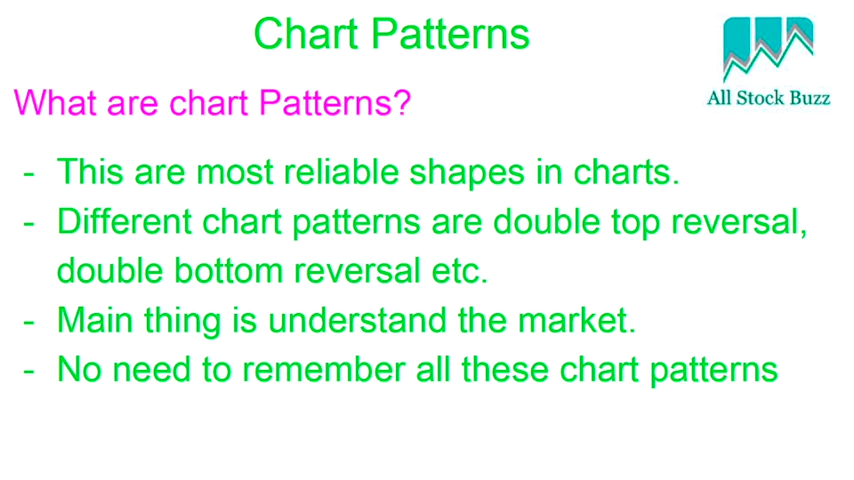 Chart Patterns
All Stock Buzz
What are chart Patterns?
- This are most reliable shapes in charts.
- Different chart patterns are double top reversal,
double bottom reversal etc.
- Main thing is understand the market.
- No need to remember all these chart patterns